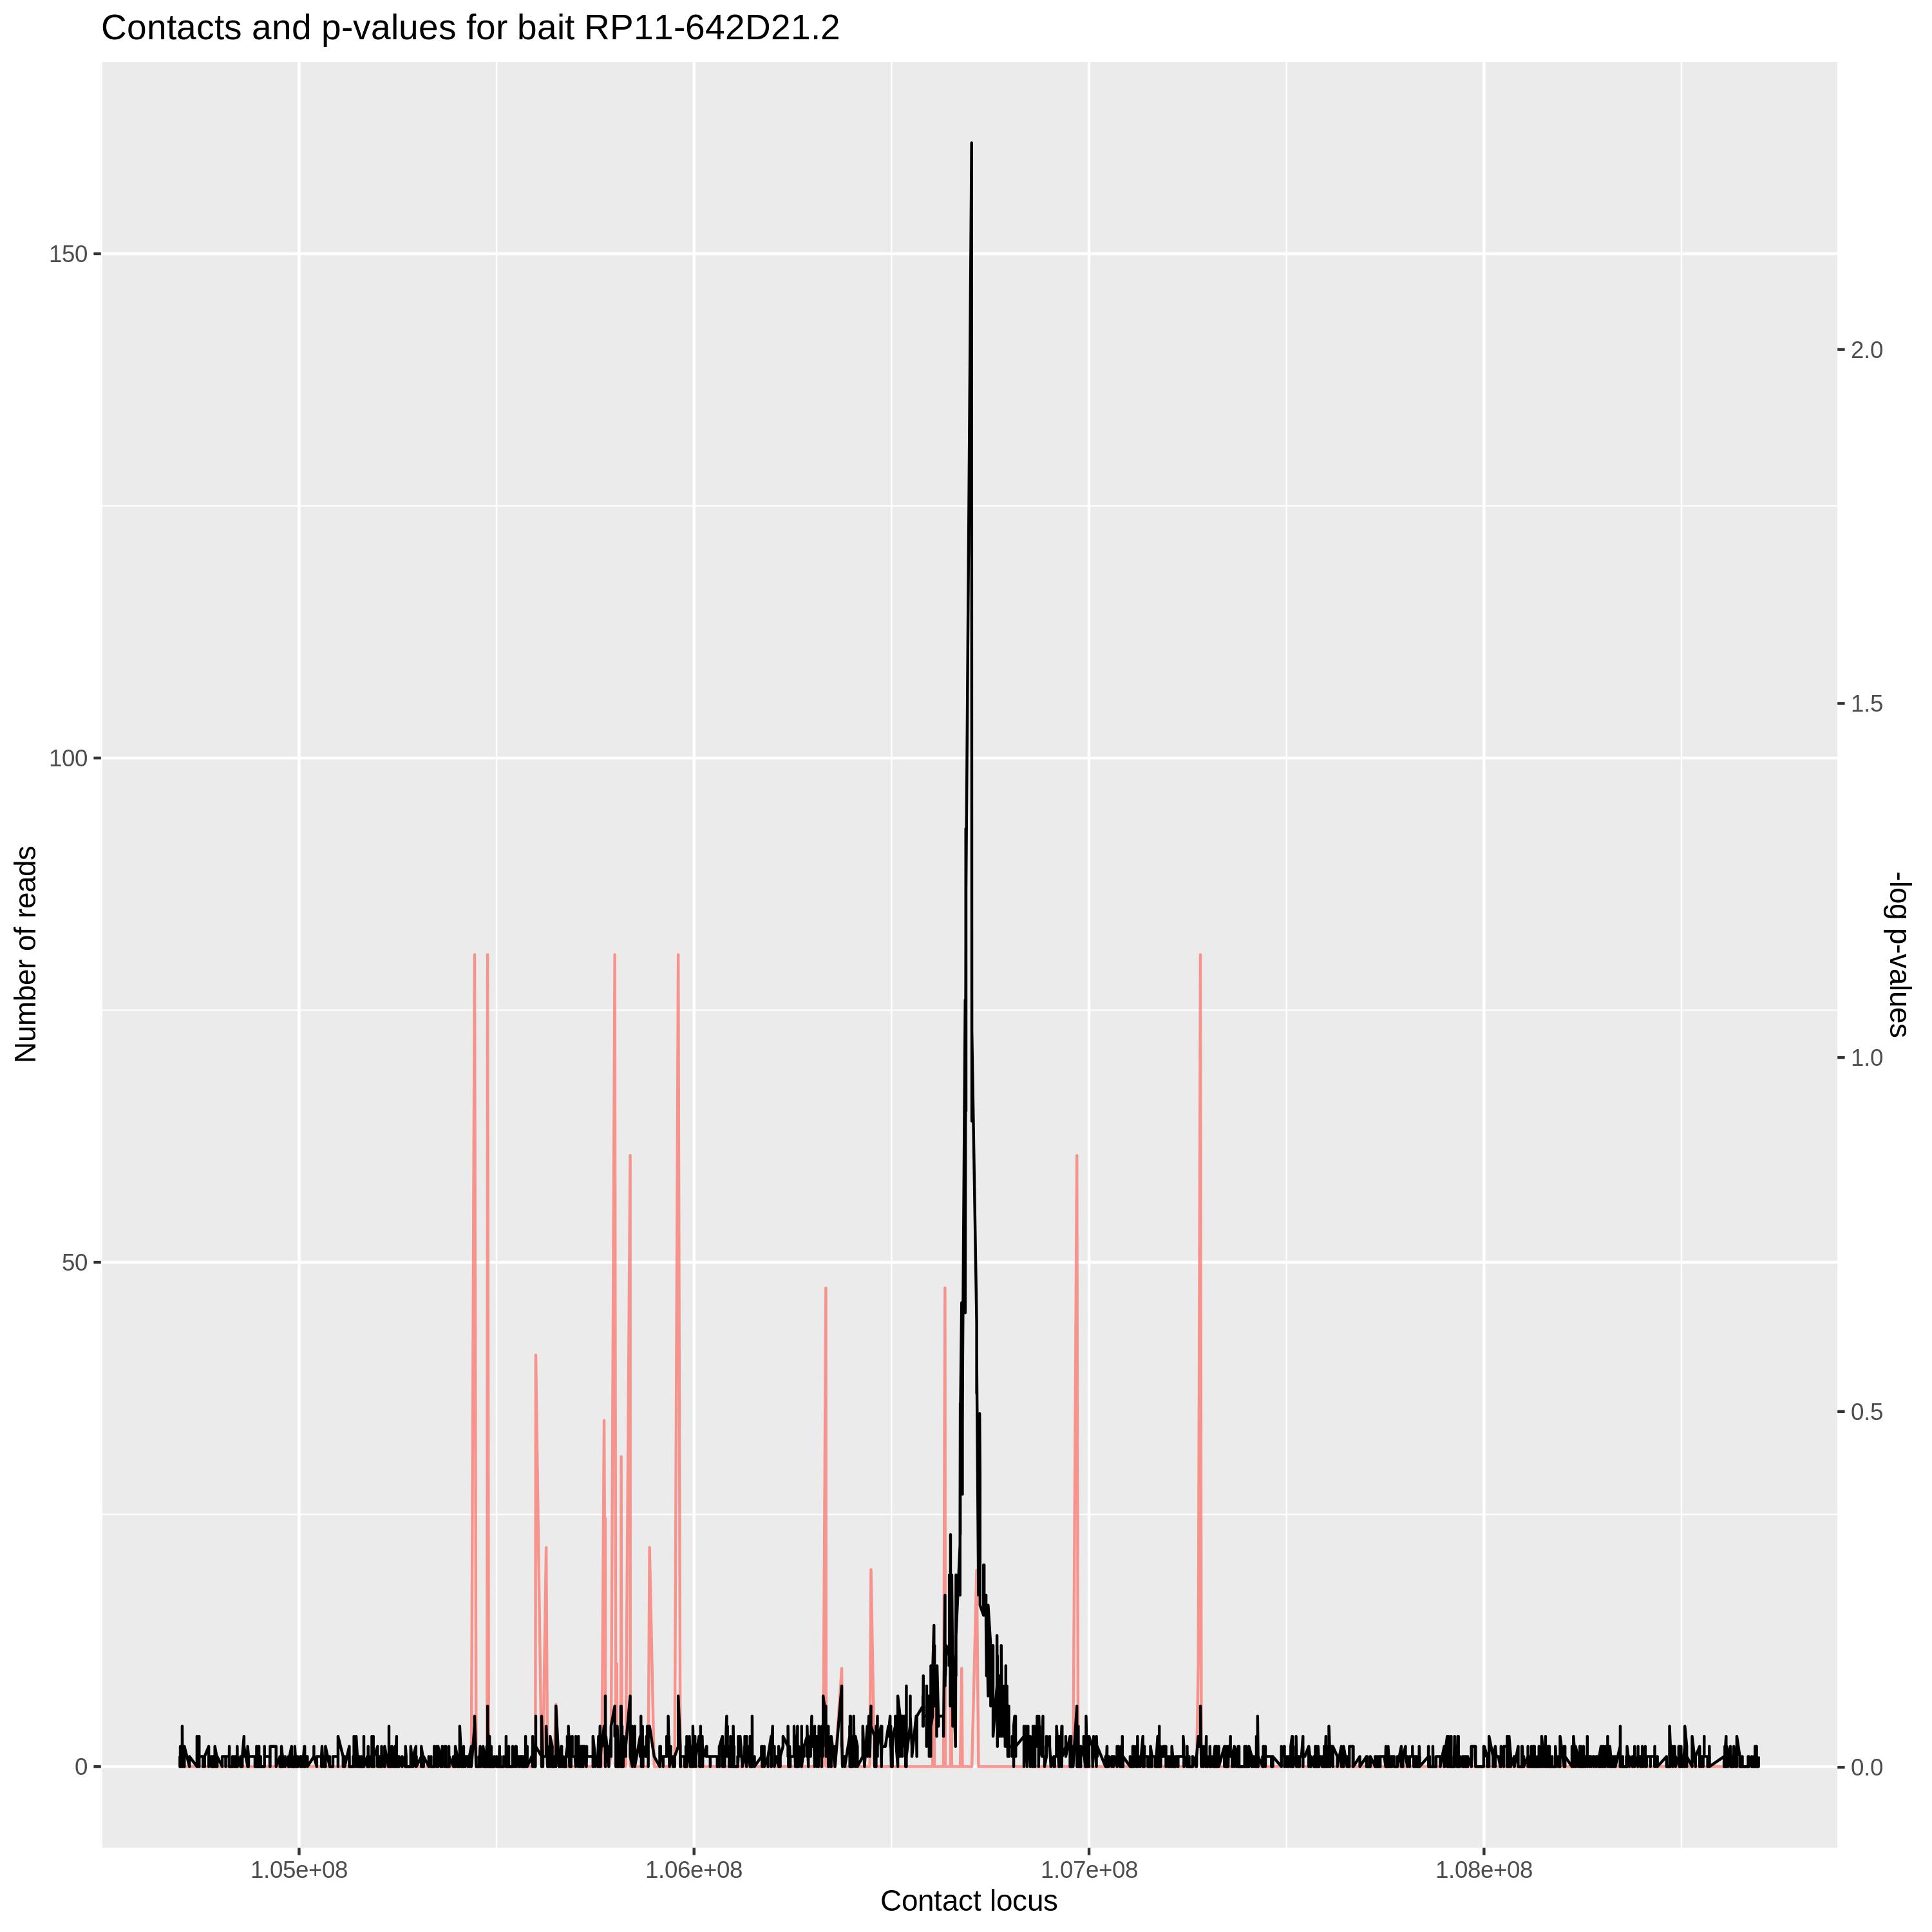 Contacts and p-values for bait RP11-642D21.2
150
100
50
0
Number of reads
2.0
1.5
1.0
0.5
0.0
-log p-values
1.05e+08
1.06e+08
1.07e+08
1.08e+08
Contact locus